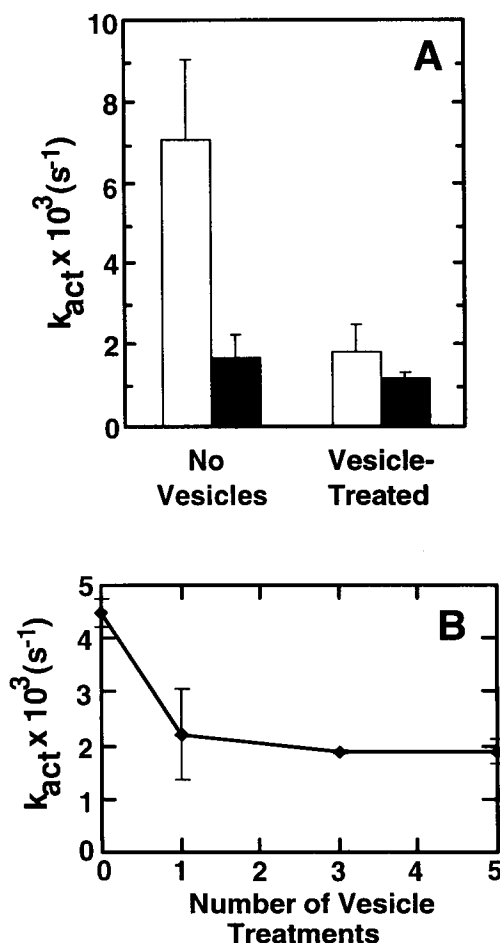 A
10
8
6
4
2
0
k_act x 10^3 (s^-1)
No Vesicles
Vesicle-Treated
B
5
4
3
2
1
0
k_act x 10^3 (s^-1)
0 1 2 3 4 5
Number of Vesicle
Treatments